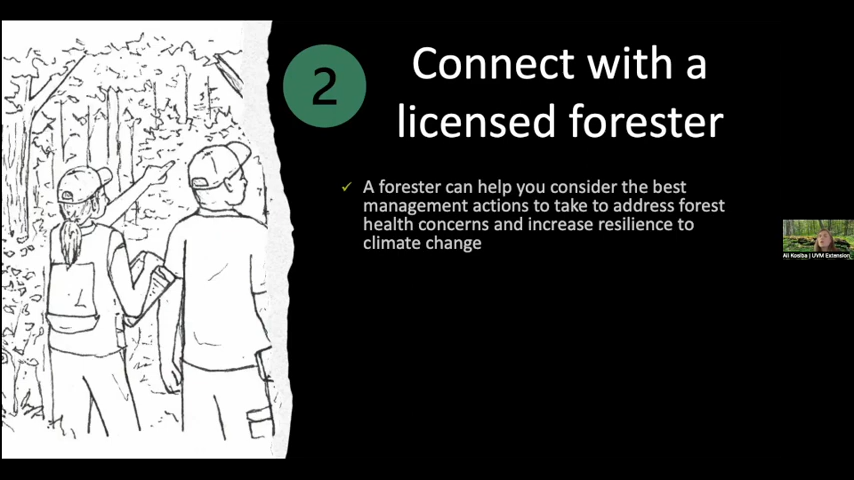 2
Connect with a
licensed forester
✓ A forester can help you consider the best
management actions to take to address forest
health concerns and increase resilience to
climate change
Ali Kosiba | UVM Extension